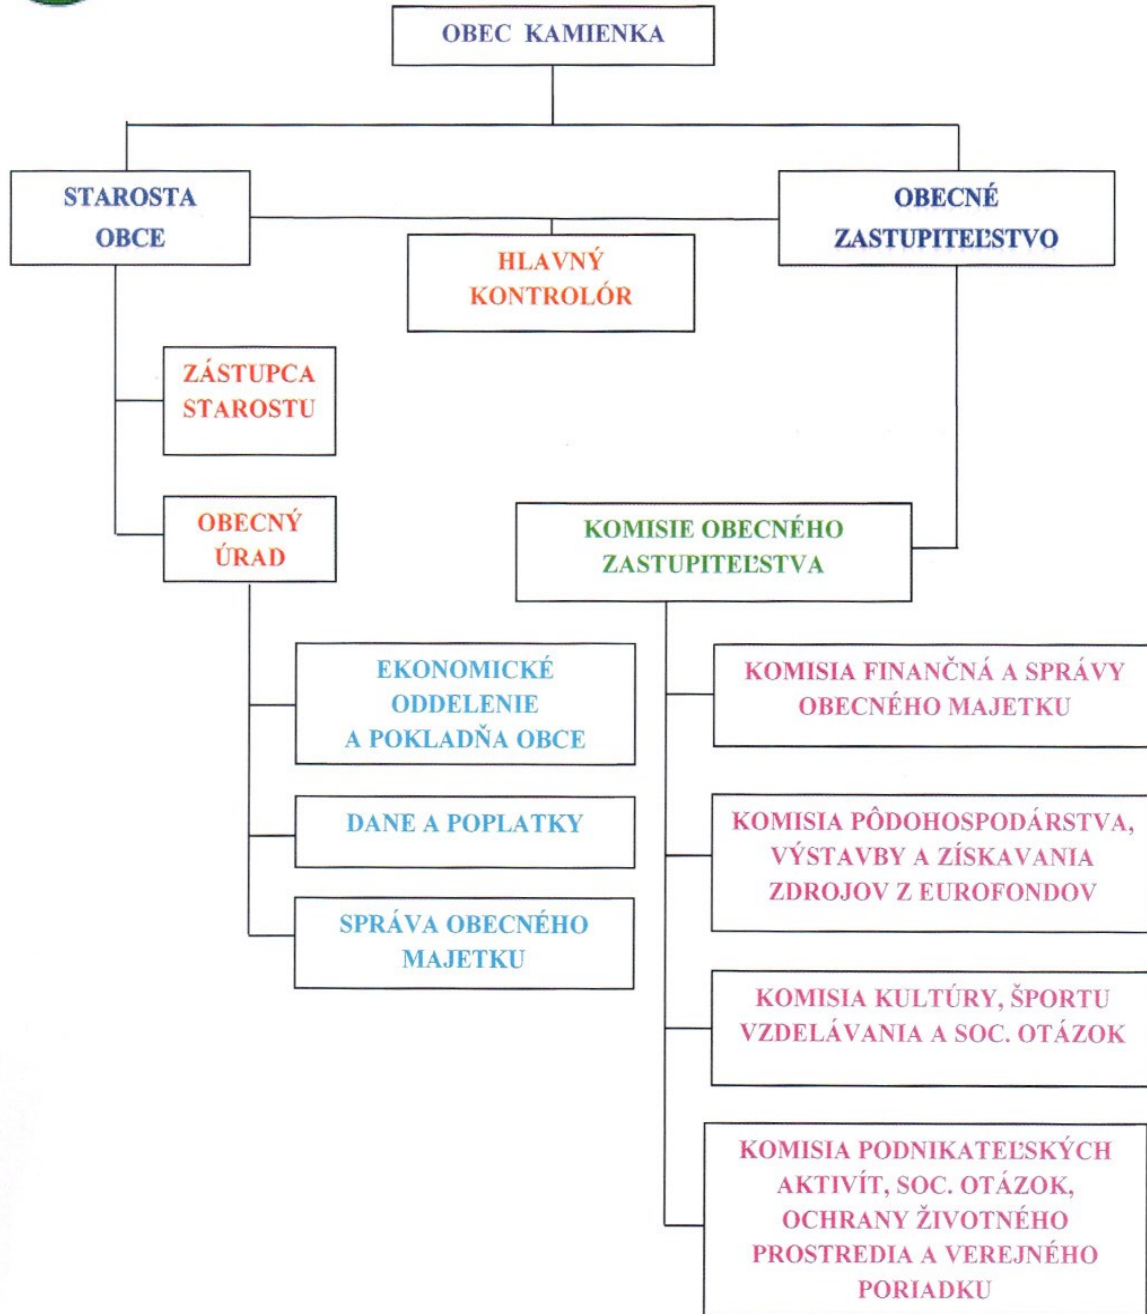 OBEC KAMIENKA
STAROSTA
OBCE
OBECNÉ
ZASTUPITEĽSTVO
HLAVNÝ
KONTROLÓR
ZÁSTUPCA
STAROSTU
OBECNÝ
ÚRAD
EKONOMICKÉ
ODDELENIE
A POKLADŇA OBCE
DANE A POPLATKY
SPRÁVA OBECNÉHO
MAJETKU
KOMISIE OBECNÉHO
ZASTUPITEĽSTVA
KOMISIA FINANČNÁ A SPRÁVY
OBECNÉHO MAJETKU
KOMISIA PÔDOHOSPODÁRSTVA,
VÝSTAVBY A ZÍSKAVANIA
ZDROJOV Z EUROFONDOV
KOMISIA KULTÚRY, ŠPORTU
VZDELÁVANIA A SOC. OTÁZOK
KOMISIA PODNIKATEĽSKÝCH
AKTIVÍT, SOC. OTÁZOK,
OCHRANY ŽIVOTNÉHO
PROSTREDIA A VEREJNÉHO
PORIADKU